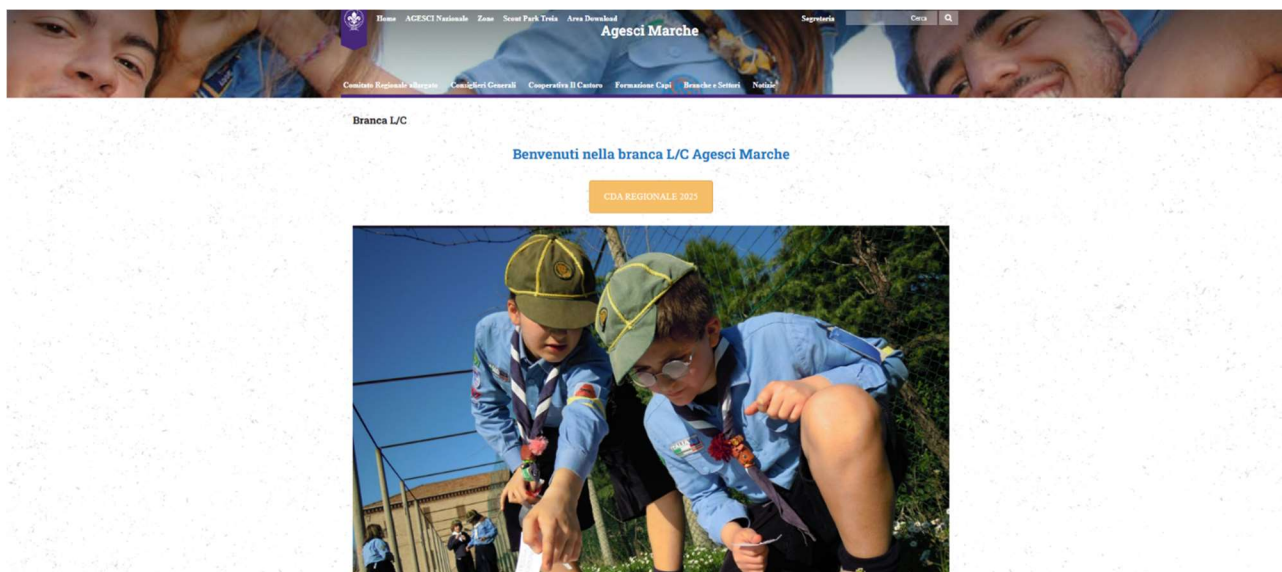 Home AGESCI Nazionale Zone Scout Park Treia Area Download Segreteria Cerca
Agesci Marche
Comitato Regionale allargato Consiglieri Generali Cooperativa Il Castoro Formazione Capi Branche e Settori Notizie
Branca L/C
Benvenuti nella branca L/C Agesci Marche
CDA REGIONALE 2025